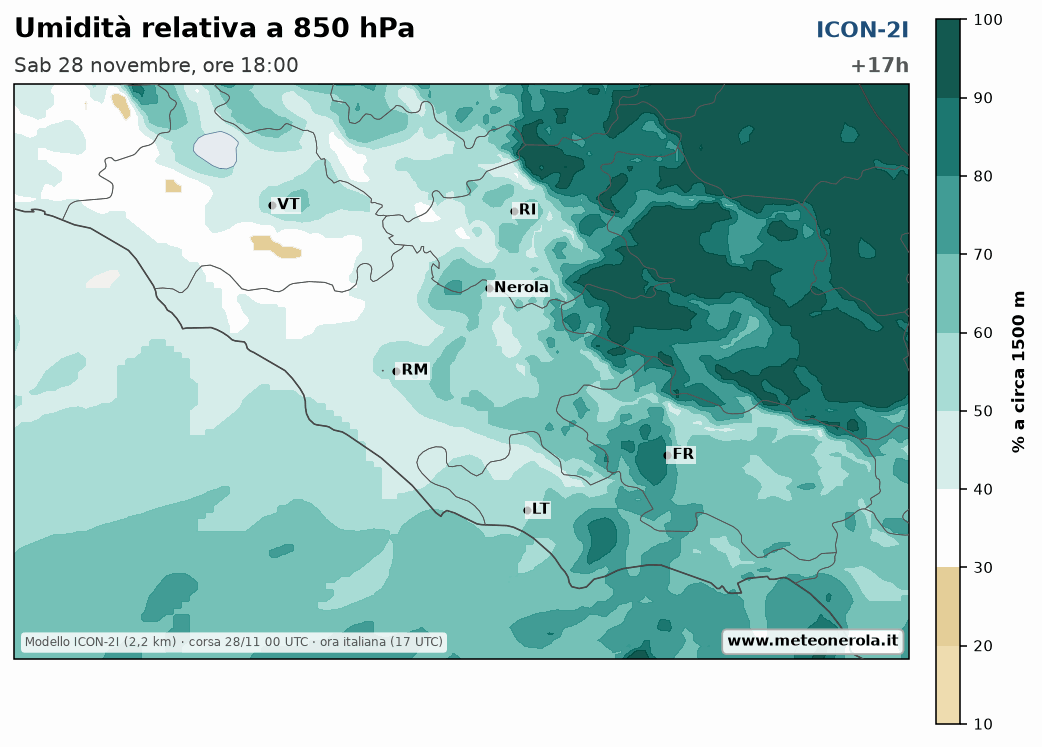 Umidità relativa a 850 hPa
ICON-2I
Sab 28 novembre, ore 18:00
+17h
100
90
80
70
60
50
40
30
20
10
% a circa 1500 m
VT
RI
Nerola
RM
FR
LT
Modello ICON-2I (2,2 km) · corsa 28/11 00 UTC · ora italiana (17 UTC)
www.meteonerola.it